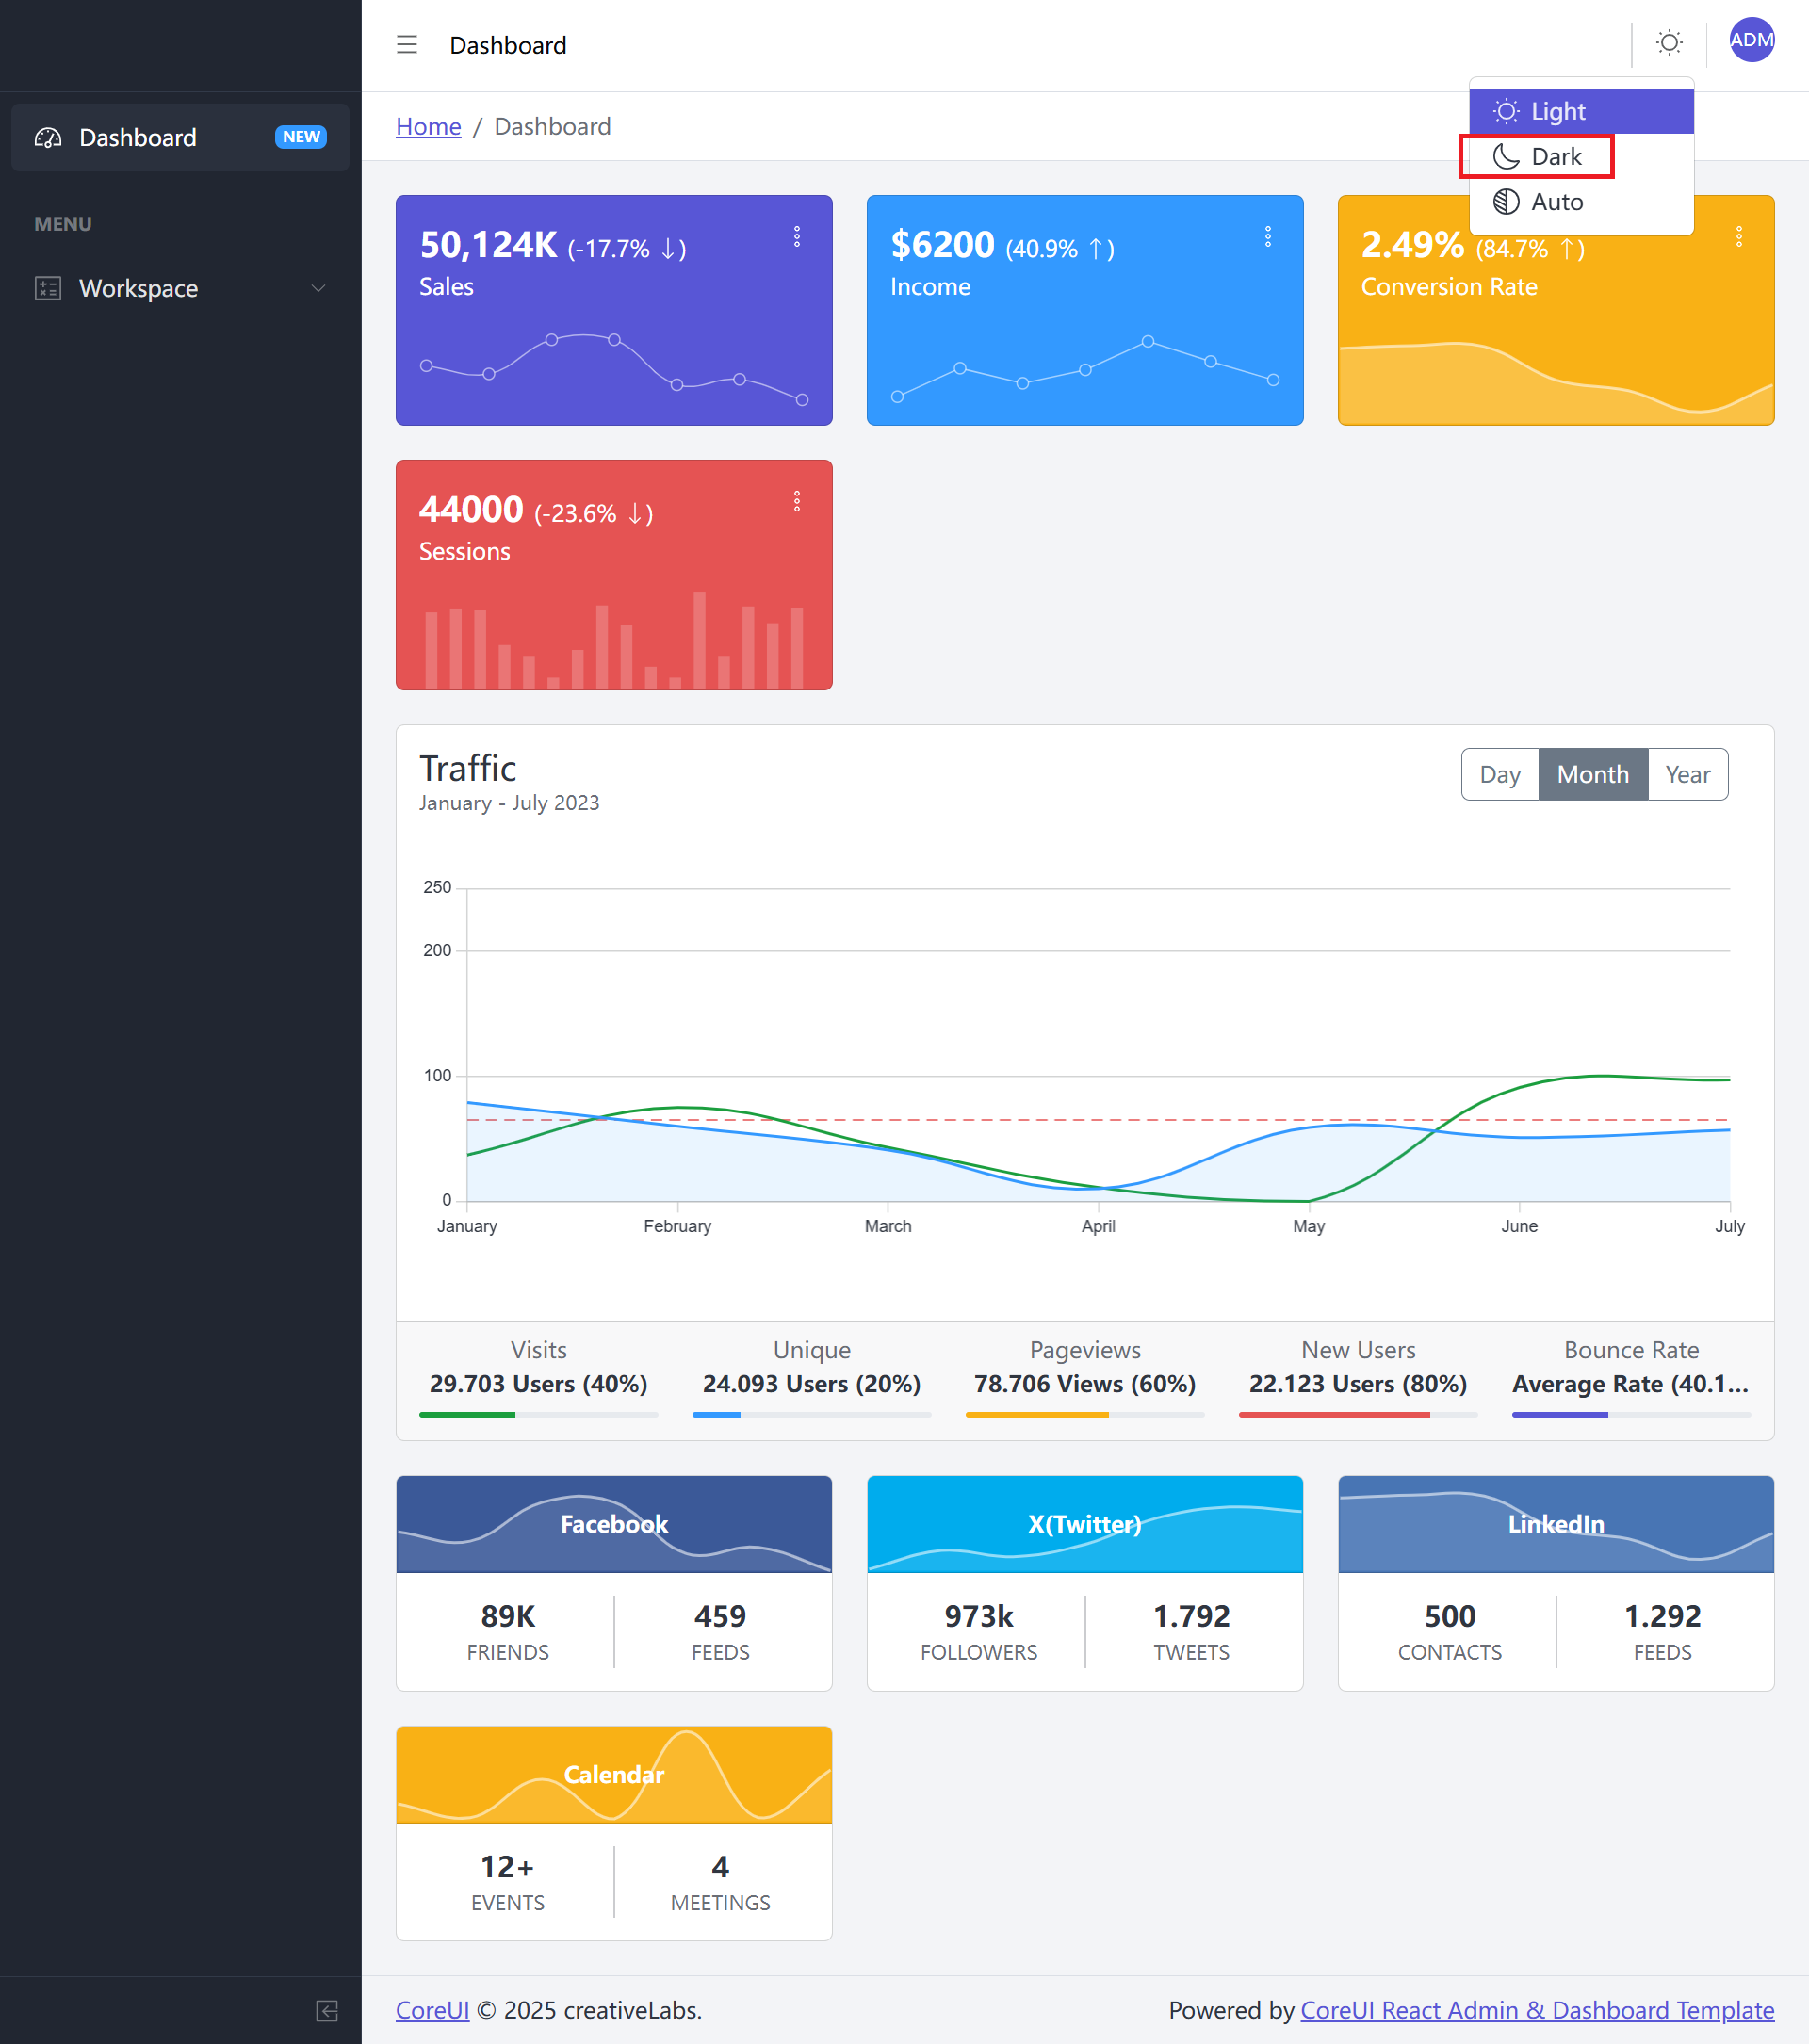 Dashboard
ADM
Dashboard NEW
MENU
Workspace
Home / Dashboard
Light
Dark
Auto
50,124K (-17.7% ↓)
Sales
$6200 (40.9% ↑)
Income
2.49% (84.7% ↑)
Conversion Rate
44000 (-23.6% ↓)
Sessions
Traffic
January - July 2023
Day Month Year
250
200
100
0
January February March April May June July
Visits
29.703 Users (40%)
Unique
24.093 Users (20%)
Pageviews
78.706 Views (60%)
New Users
22.123 Users (80%)
Bounce Rate
Average Rate (40.1...
Facebook
89K
FRIENDS
459
FEEDS
X(Twitter)
973k
FOLLOWERS
1.792
TWEETS
LinkedIn
500
CONTACTS
1.292
FEEDS
Calendar
12+
EVENTS
4
MEETINGS
CoreUI © 2025 creativeLabs.
Powered by CoreUI React Admin & Dashboard Template